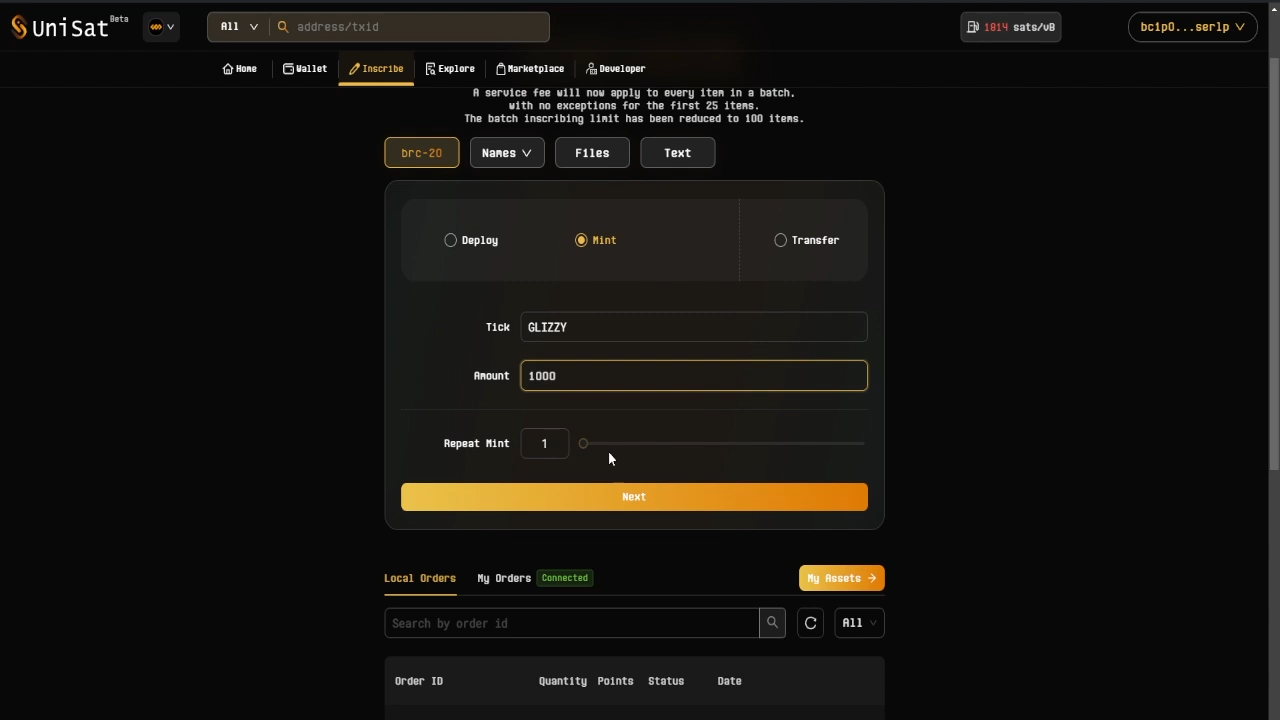 UniSat Beta
All
address/txid
1014 sats/vB
bc1p0...serlp
Home
Wallet
Inscribe
Explore
Marketplace
Developer
A service fee will now apply to every item in a batch.
with no exceptions for the first 25 items.
The batch inscribing limit has been reduced to 100 items.
brc-20
Names
Files
Text
Deploy
Mint
Transfer
Tick
GLIZZY
Amount
1000
Repeat Mint
1
Next
Local Orders
My Orders
Connected
My Assets
Search by order id
All
Order ID
Quantity
Points
Status
Date